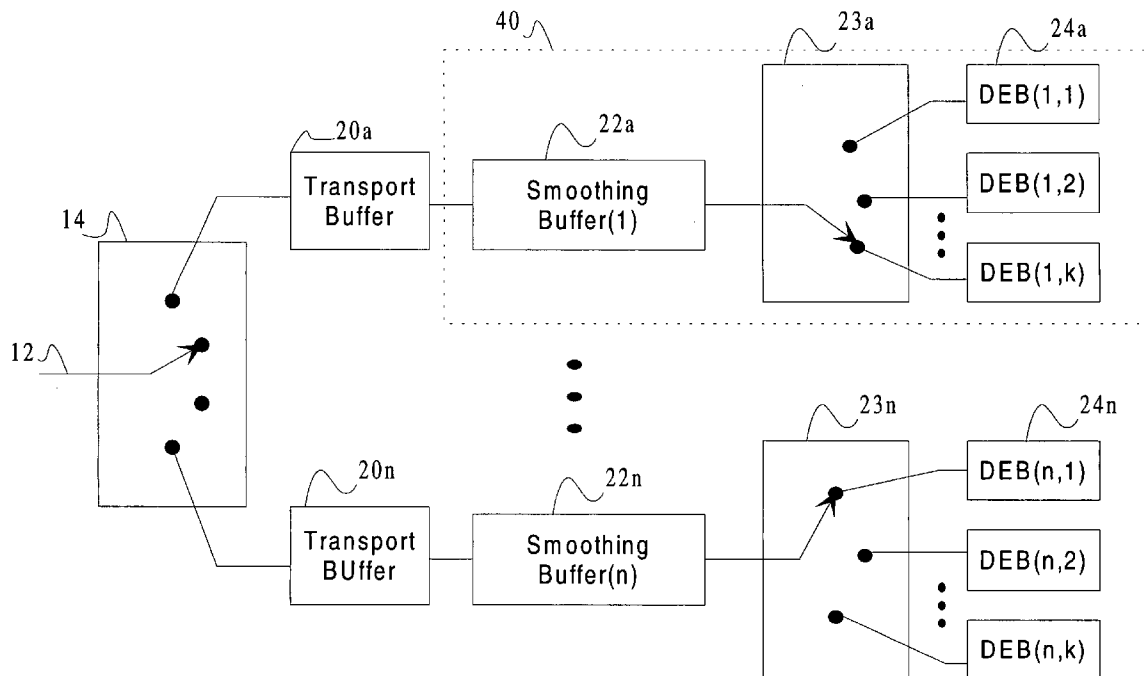 40
23a
24a
DEB(1,1)
20a
22a
Transport
Buffer
Smoothing
Buffer(1)
DEB(1,2)
14
DEB(1,k)
12
23n
24n
20n
22n
DEB(n,1)
Transport
BUffer
Smoothing
Buffer(n)
DEB(n,2)
DEB(n,k)